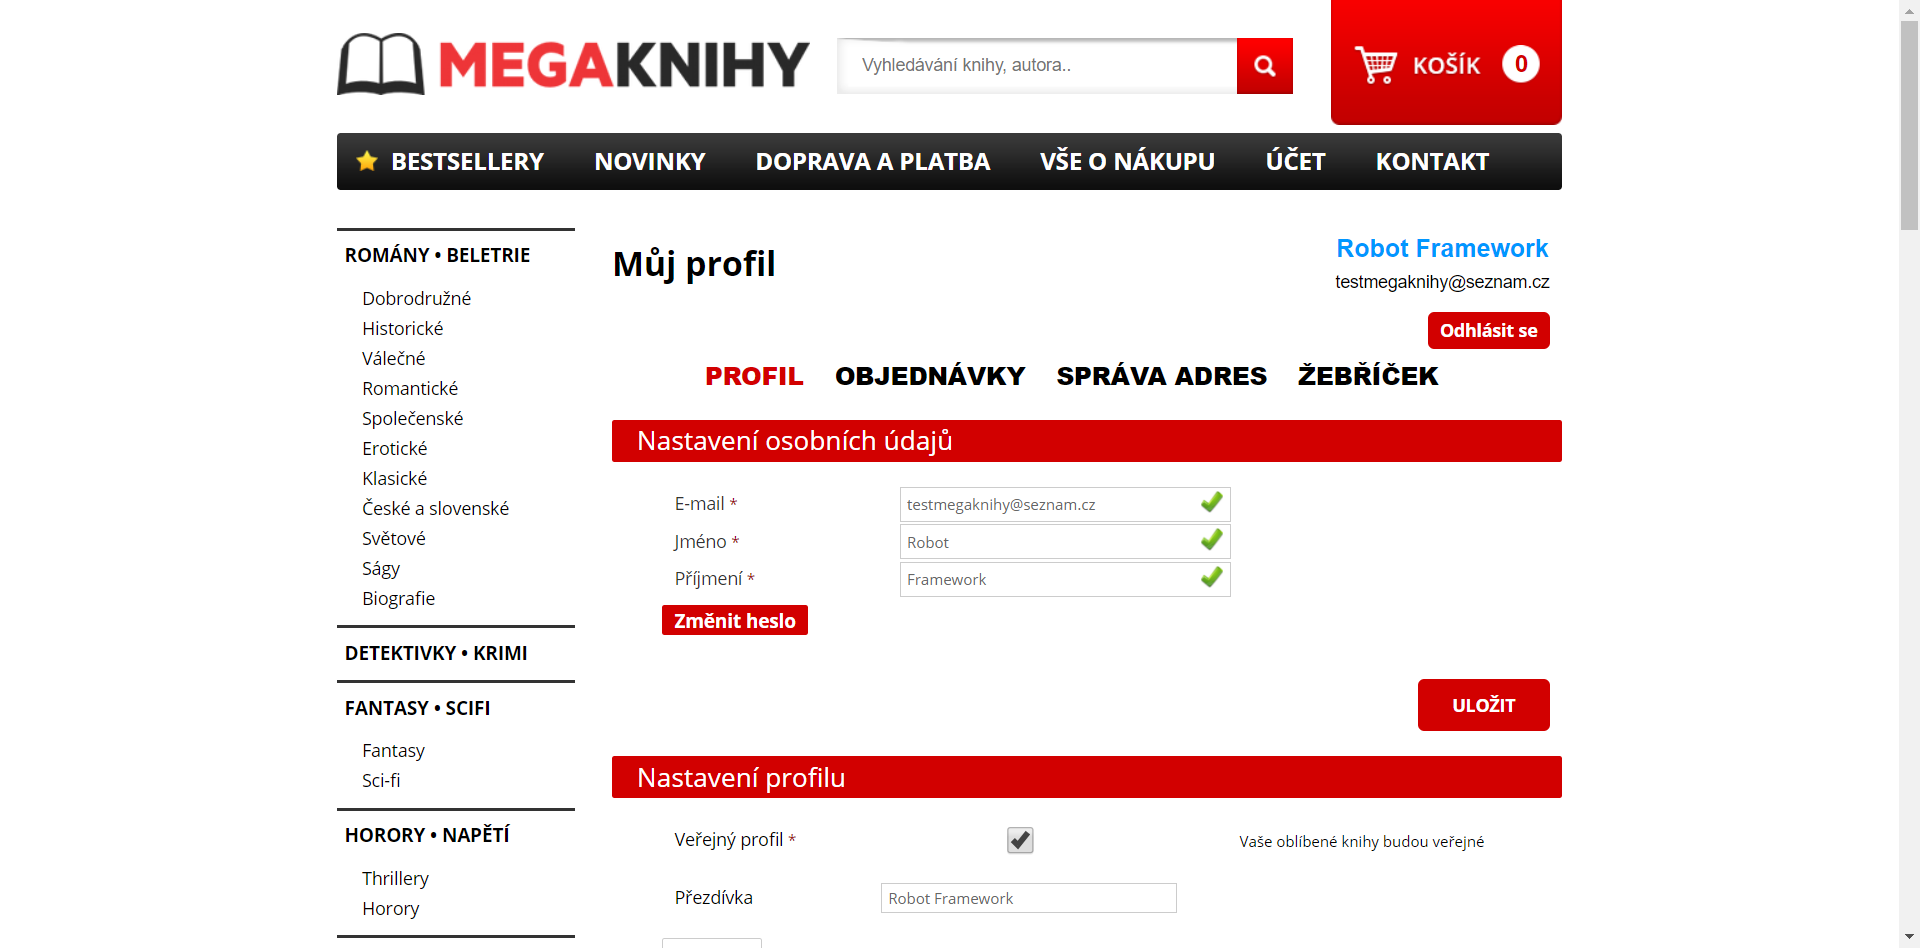 MEGAKNIHY
Vyhledávání knihy, autora..
KOŠÍK 0
BESTSELLERY NOVINKY DOPRAVA A PLATBA VŠE O NÁKUPU ÚČET KONTAKT
ROMÁNY • BELETRIE
Dobrodružné
Historické
Válečné
Romantické
Společenské
Erotické
Klasické
České a slovenské
Světové
Ságy
Biografie
DETEKTIVKY • KRIMI
FANTASY • SCIFI
Fantasy
Sci-fi
HORORY • NAPĚTÍ
Thrillery
Horory
Můj profil
Robot Framework
testmegaknihy@seznam.cz
Odhlásit se
PROFIL OBJEDNÁVKY SPRÁVA ADRES ŽEBŘÍČEK
Nastavení osobních údajů
E-mail * testmegaknihy@seznam.cz
Jméno * Robot
Příjmení * Framework
Změnit heslo
ULOŽIT
Nastavení profilu
Veřejný profil * Vaše oblíbené knihy budou veřejné
Přezdívka Robot Framework